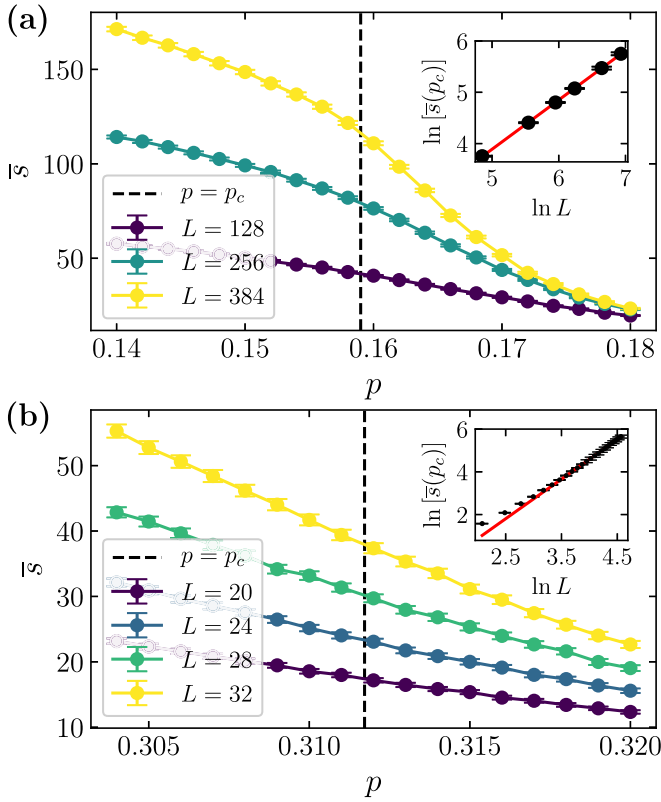 (a)
150
100
50
s̅
p = p_c
L = 128
L = 256
L = 384
6
5
4
ln [s̅(p_c)]
5 6 7
ln L
0.14 0.15 0.16 0.17 0.18
p
(b)
50
40
30
20
10
s̅
p = p_c
L = 20
L = 24
L = 28
L = 32
6
4
2
ln [s̅(p_c)]
2.5 3.5 4.5
ln L
0.305 0.310 0.315 0.320
p